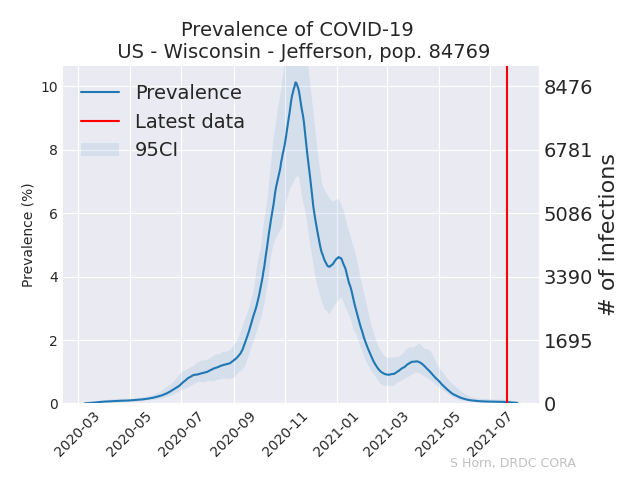 Prevalence of COVID-19
US - Wisconsin - Jefferson, pop. 84769
Prevalence
Latest data
95CI
Prevalence (%)
10
8
6
4
2
0
8476
6781
5086
3390
1695
0
# of infections
2020-03
2020-05
2020-07
2020-09
2020-11
2021-01
2021-03
2021-05
2021-07
S Horn, DRDC CORA